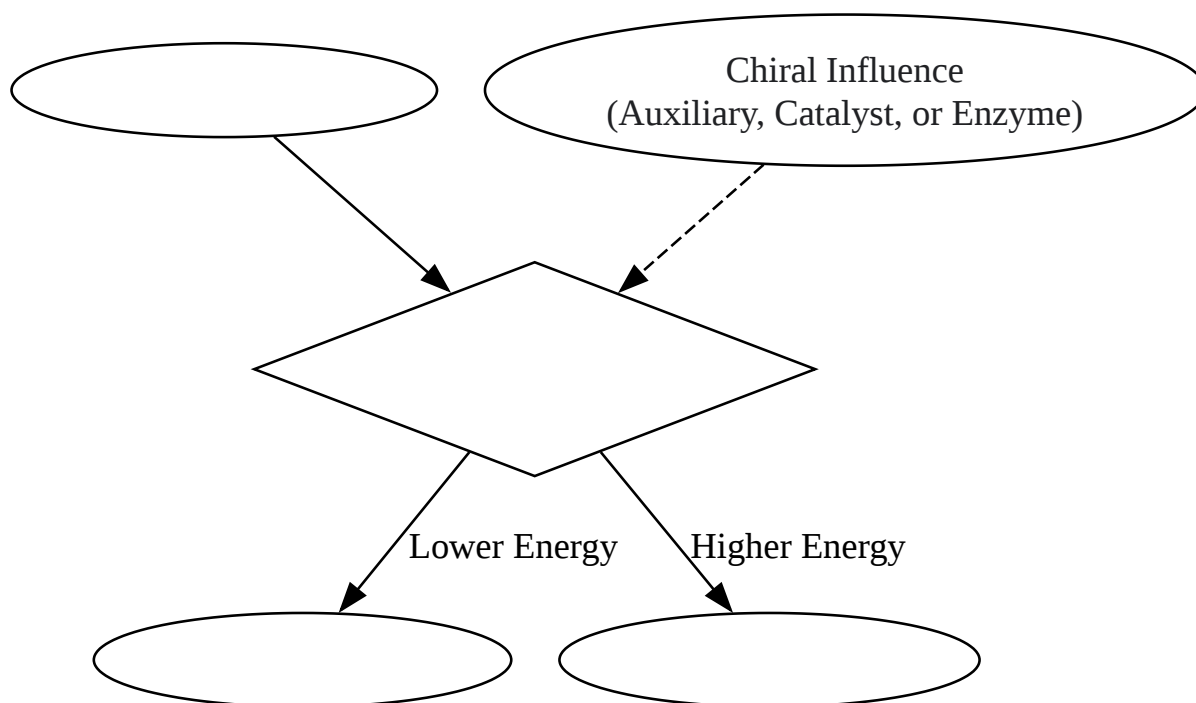 Chiral Influence
(Auxiliary, Catalyst, or Enzyme)
Lower Energy
Higher Energy